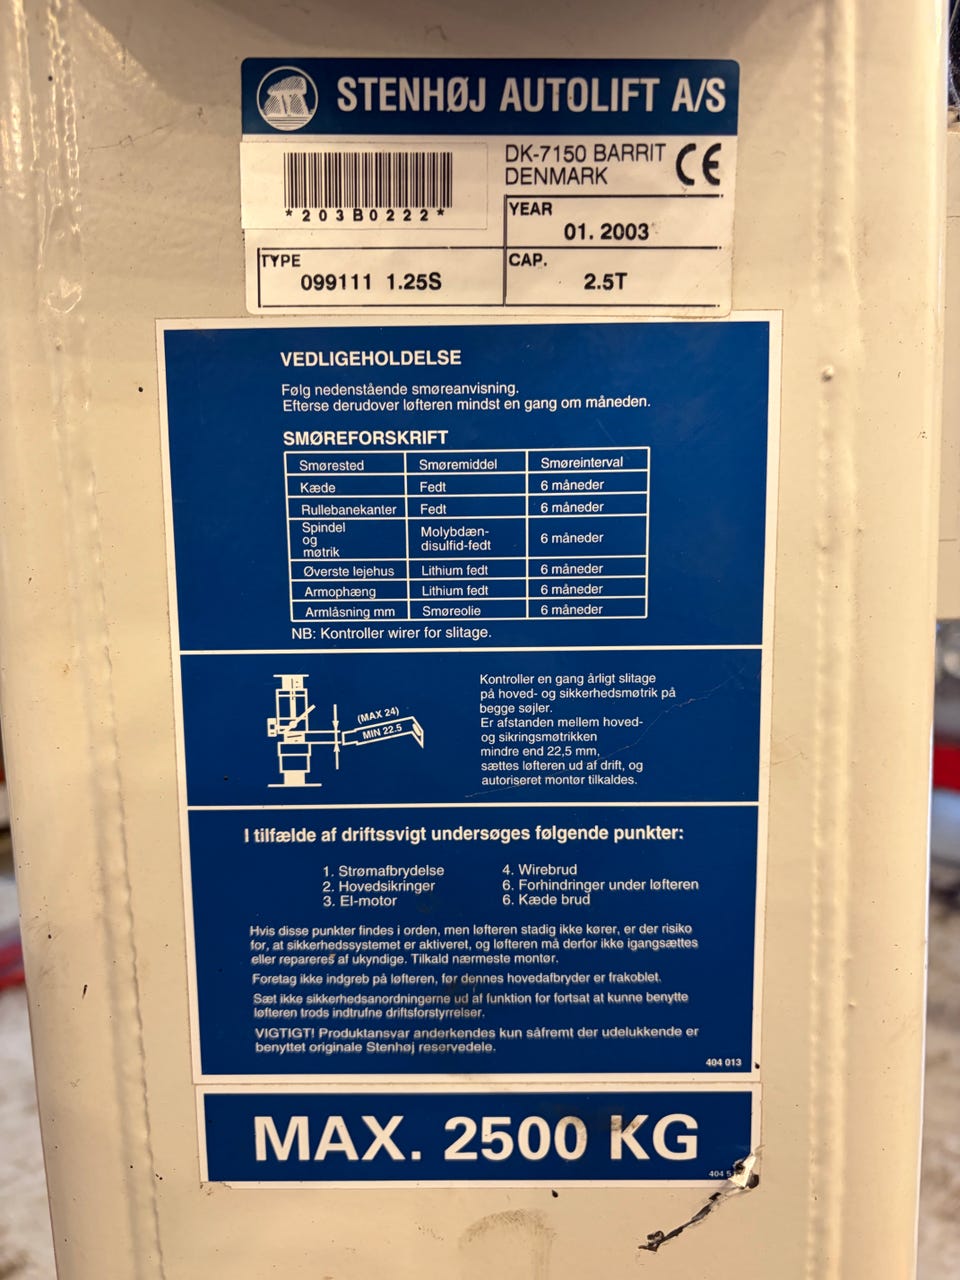 STENHØJ AUTOLIFT A/S
DK-7150 BARRIT
DENMARK
CE
*203B0222*
YEAR
01. 2003
TYPE
099111 1.25S
CAP.
2.5T
VEDLIGEHOLDELSE
Følg nedenstående smøreanvisning.
Efterse derudover løfteren mindst en gang om måneden.
SMØREFORSKRIFT
Smørested Smøremiddel Smøreinterval
Kæde Fedt 6 måneder
Rullebanekanter Fedt 6 måneder
Spindel
og
møtrik
Molybdæn-
disulfid-fedt
6 måneder
Øverste lejehus Lithium fedt 6 måneder
Armophæng Lithium fedt 6 måneder
Armlåsning mm Smøreolie 6 måneder
NB: Kontroller wirer for slitage.
(MAX 24)
MIN 22.5
Kontroller en gang årligt slitage
på hoved- og sikkerhedsmøtrik på
begge søjler.
Er afstanden mellem hoved-
og sikringsmøtrikken
mindre end 22,5 mm,
sættes løfteren ud af drift, og
autoriseret montør tilkaldes.
I tilfælde af driftssvigt undersøges følgende punkter:
1. Strømafbrydelse
2. Hovedsikringer
3. El-motor
4. Wirebrud
6. Forhindringer under løfteren
6. Kæde brud
Hvis disse punkter findes i orden, men løfteren stadig ikke kører, er der risiko
for, at sikkerhedssystemet er aktiveret, og løfteren må derfor ikke igangsættes
eller repareres af ukyndige. Tilkald nærmeste montør.
Foretag ikke indgreb på løfteren, før dennes hovedafbryder er frakoblet.
Sæt ikke sikkerhedsanordningerne ud af funktion for fortsat at kunne benytte
løfteren trods indtrufne driftsforstyrrelser.
VIGTIGT! Produktansvar anderkendes kun såfremt der udelukkende er
benyttet originale Stenhøj reservedele.
404 013
MAX. 2500 KG
404